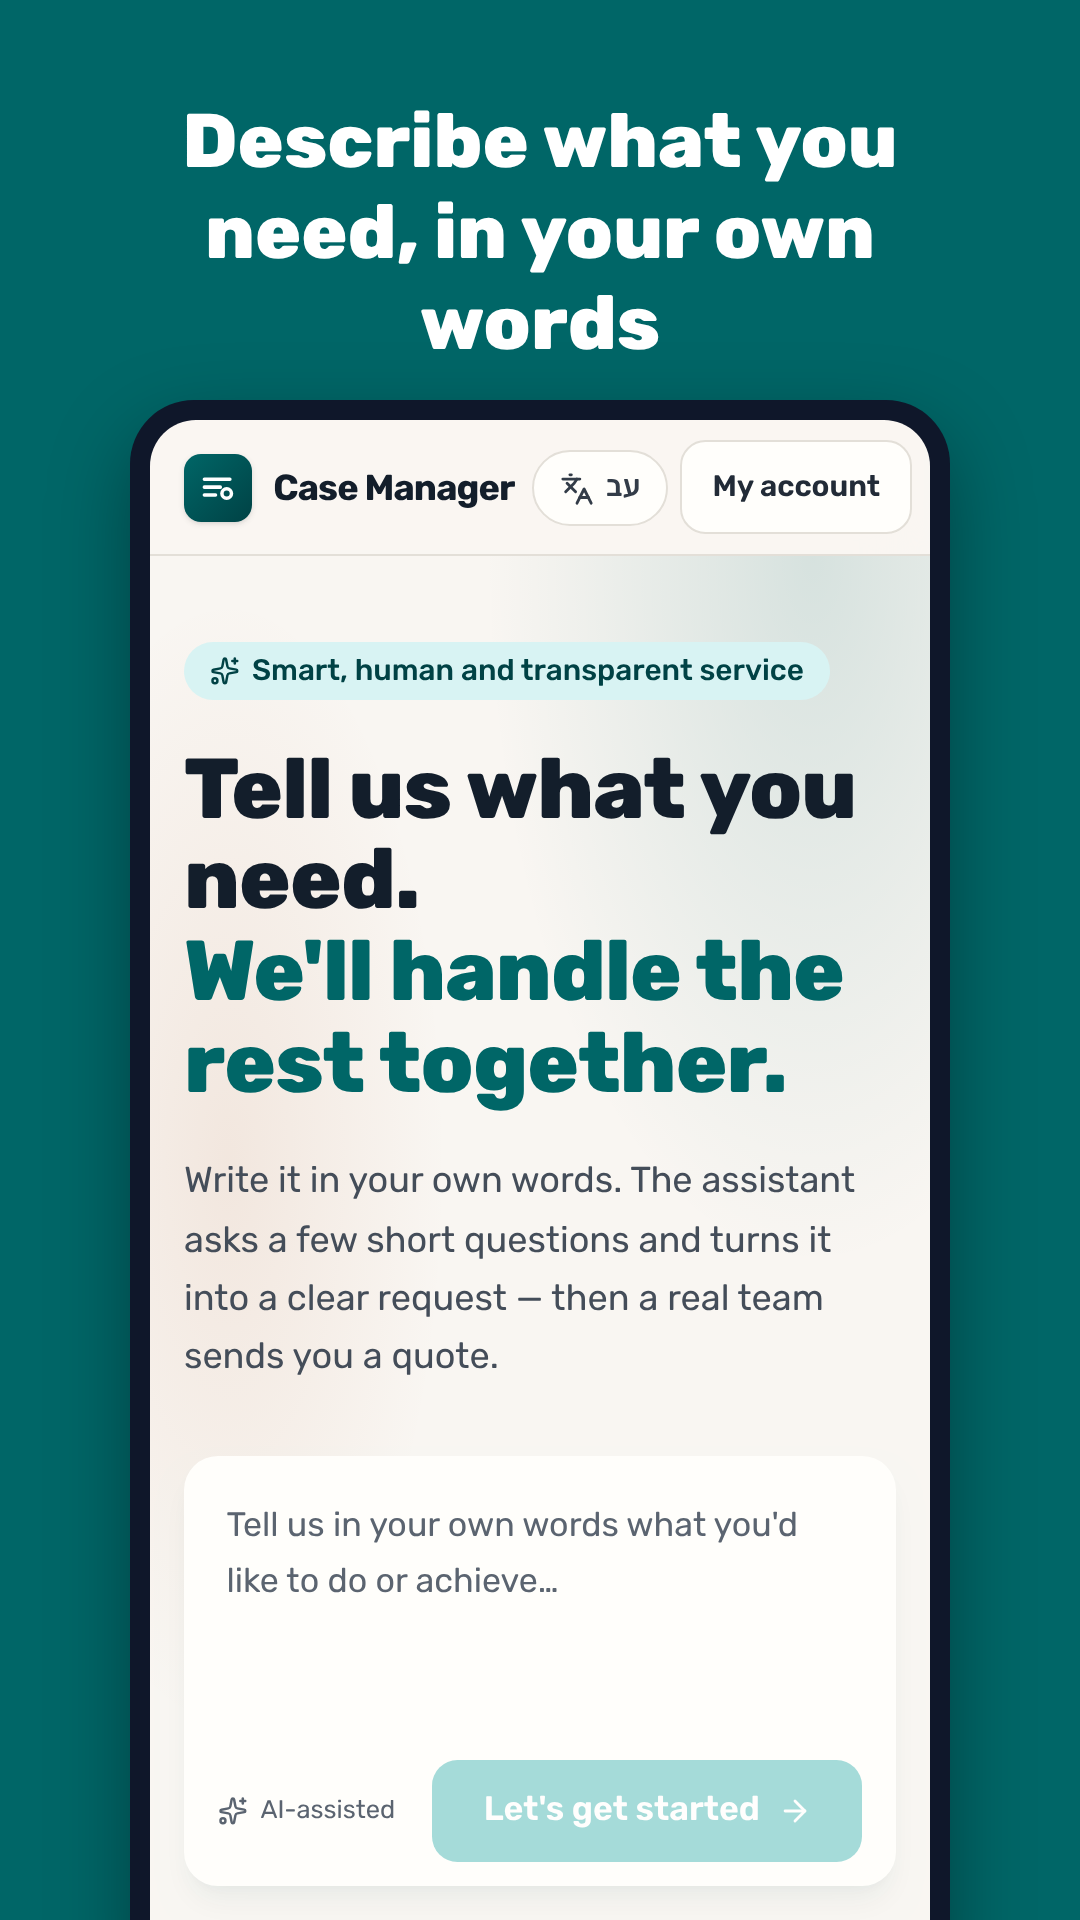 Describe what you
need, in your own
words
Case Manager
עב
My account
Smart, human and transparent service
Tell us what you
need.
We'll handle the
rest together.
Write it in your own words. The assistant
asks a few short questions and turns it
into a clear request — then a real team
sends you a quote.
Tell us in your own words what you'd
like to do or achieve…
AI-assisted
Let's get started →